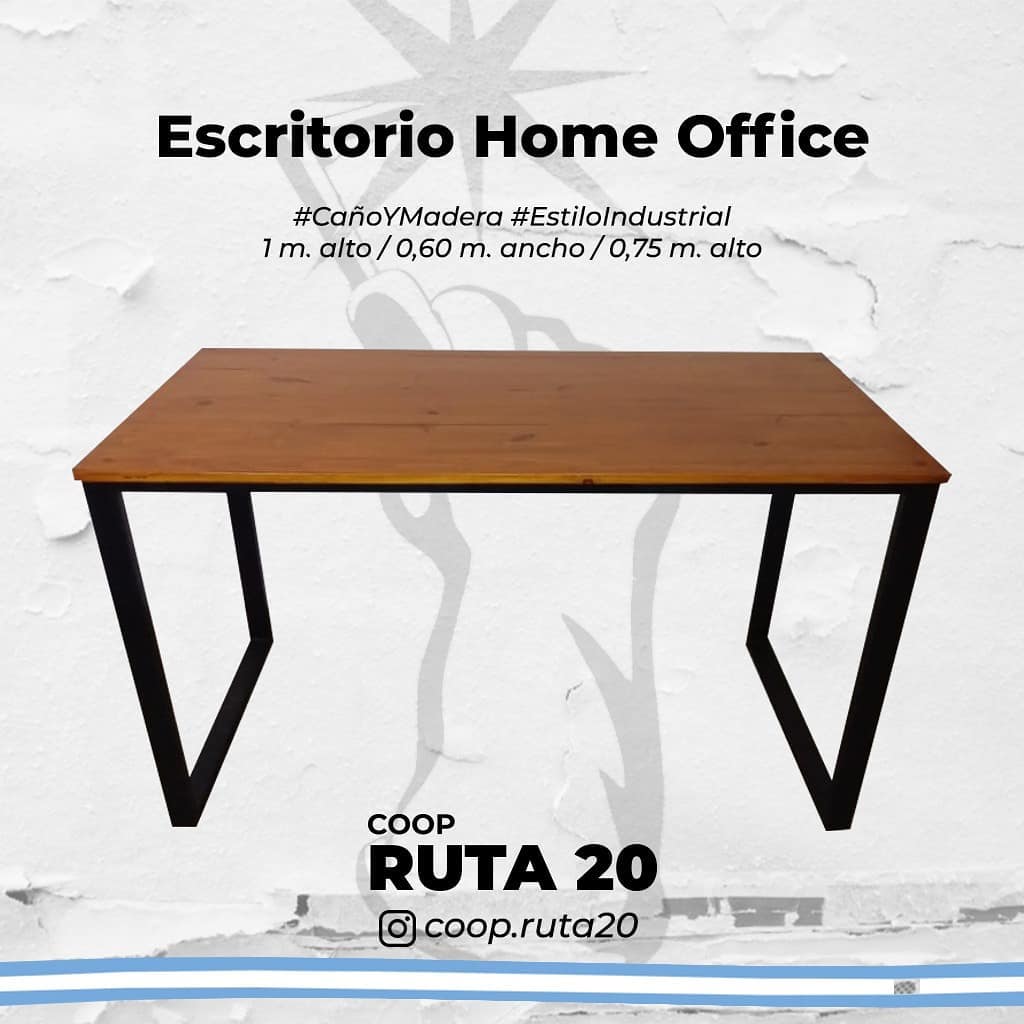 Escritorio Home Office
#CañoYMadera #EstiloIndustrial
1 m. alto / 0,60 m. ancho / 0,75 m. alto
COOP
RUTA 20
coop.ruta20